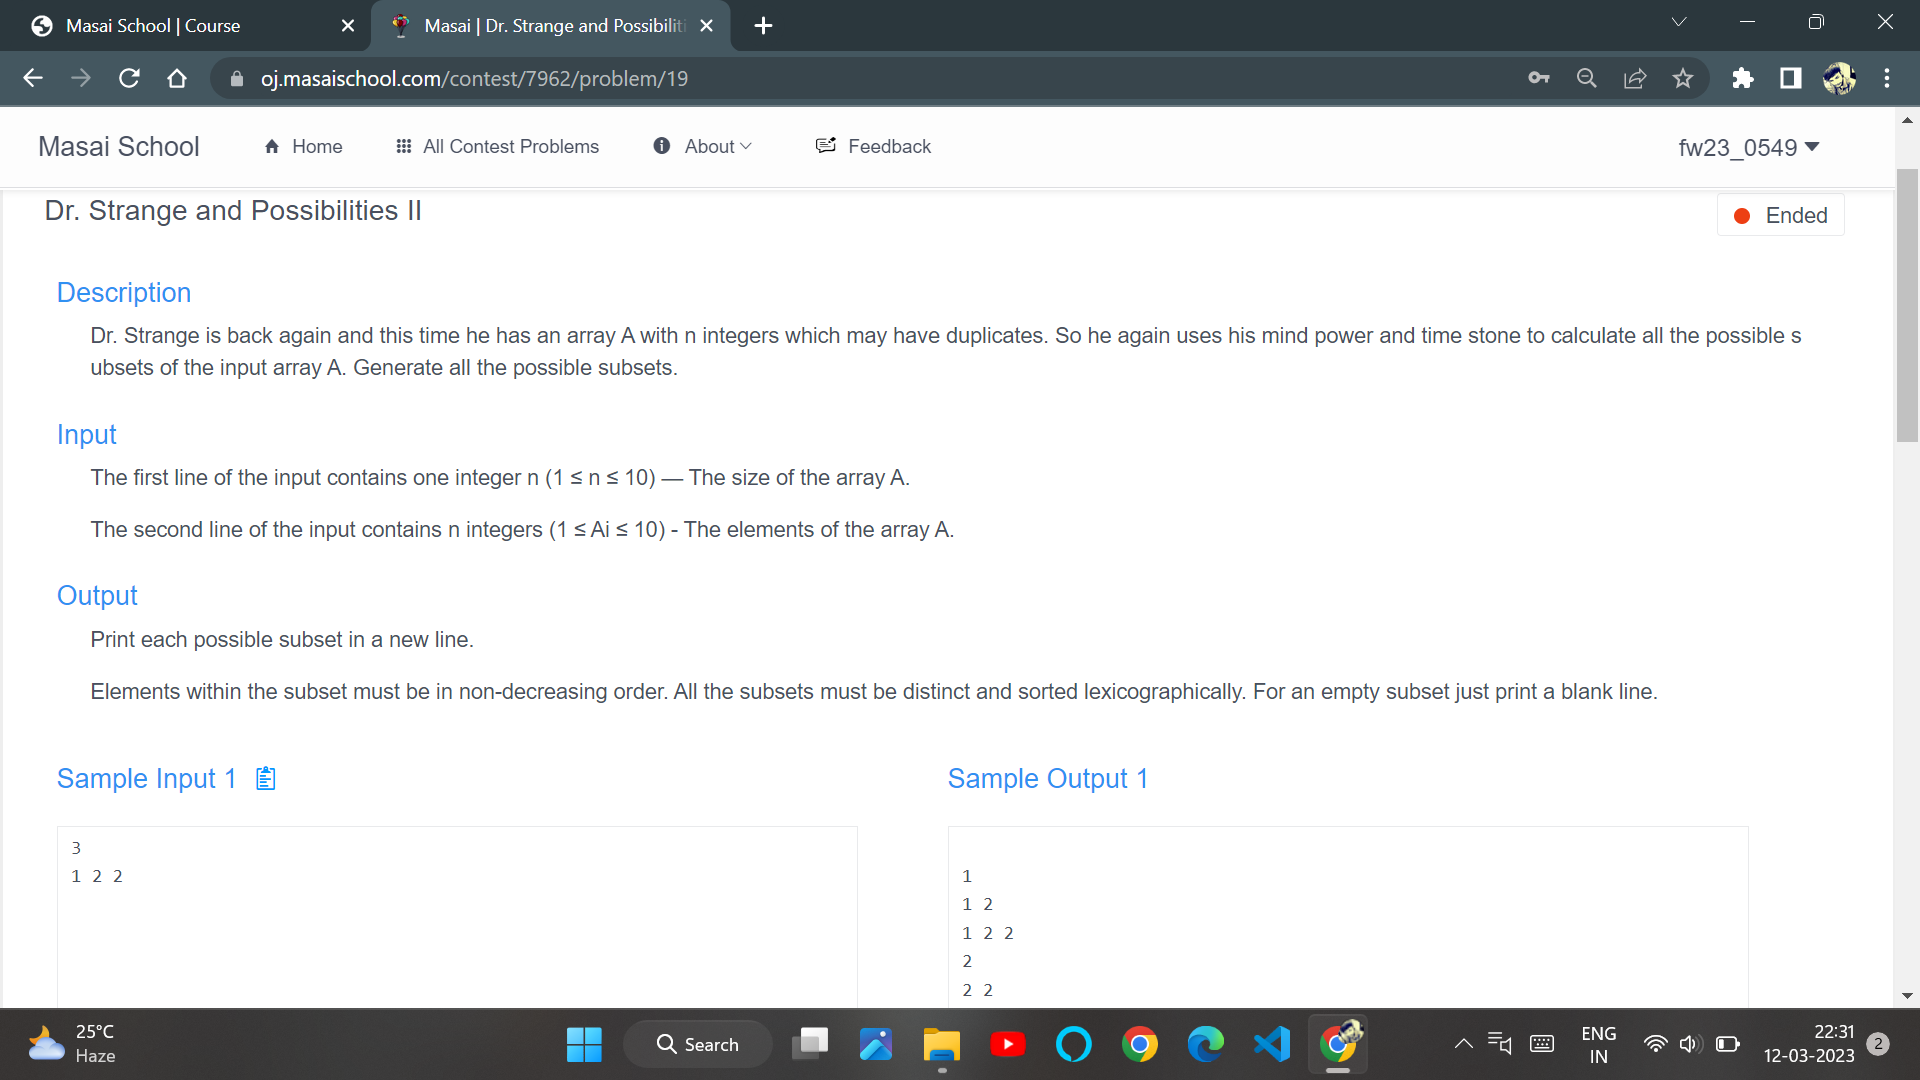 Masai School | Course
Masai | Dr. Strange and Possibiliti
oj.masaischool.com/contest/7962/problem/19
Masai School
Home
All Contest Problems
About
Feedback
fw23_0549
Dr. Strange and Possibilities II
Ended
Description
Dr. Strange is back again and this time he has an array A with n integers which may have duplicates. So he again uses his mind power and time stone to calculate all the possible s
ubsets of the input array A. Generate all the possible subsets.
Input
The first line of the input contains one integer n (1 ≤ n ≤ 10) — The size of the array A.
The second line of the input contains n integers (1 ≤ Ai ≤ 10) - The elements of the array A.
Output
Print each possible subset in a new line.
Elements within the subset must be in non-decreasing order. All the subsets must be distinct and sorted lexicographically. For an empty subset just print a blank line.
Sample Input 1
3
1 2 2
Sample Output 1
1
1 2
1 2 2
2
2 2
25°C
Haze
Search
ENG
IN
22:31
12-03-2023
2